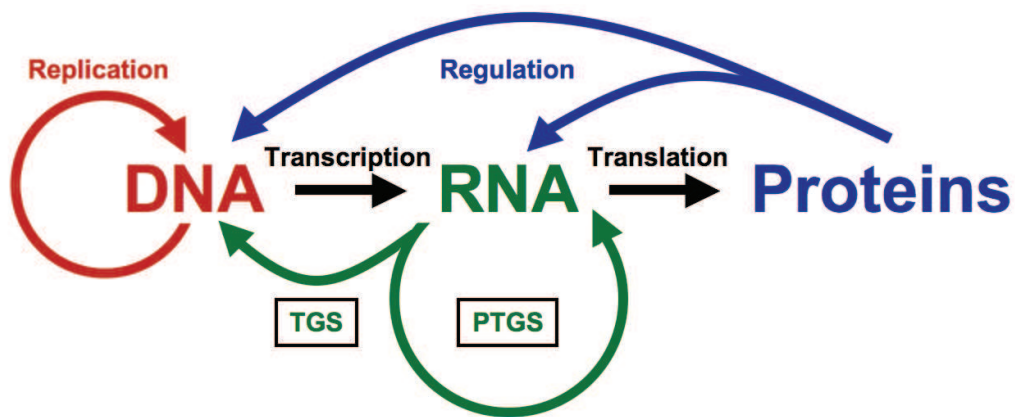 Replication
Regulation
Transcription
Translation
DNA
RNA
Proteins
TGS
PTGS